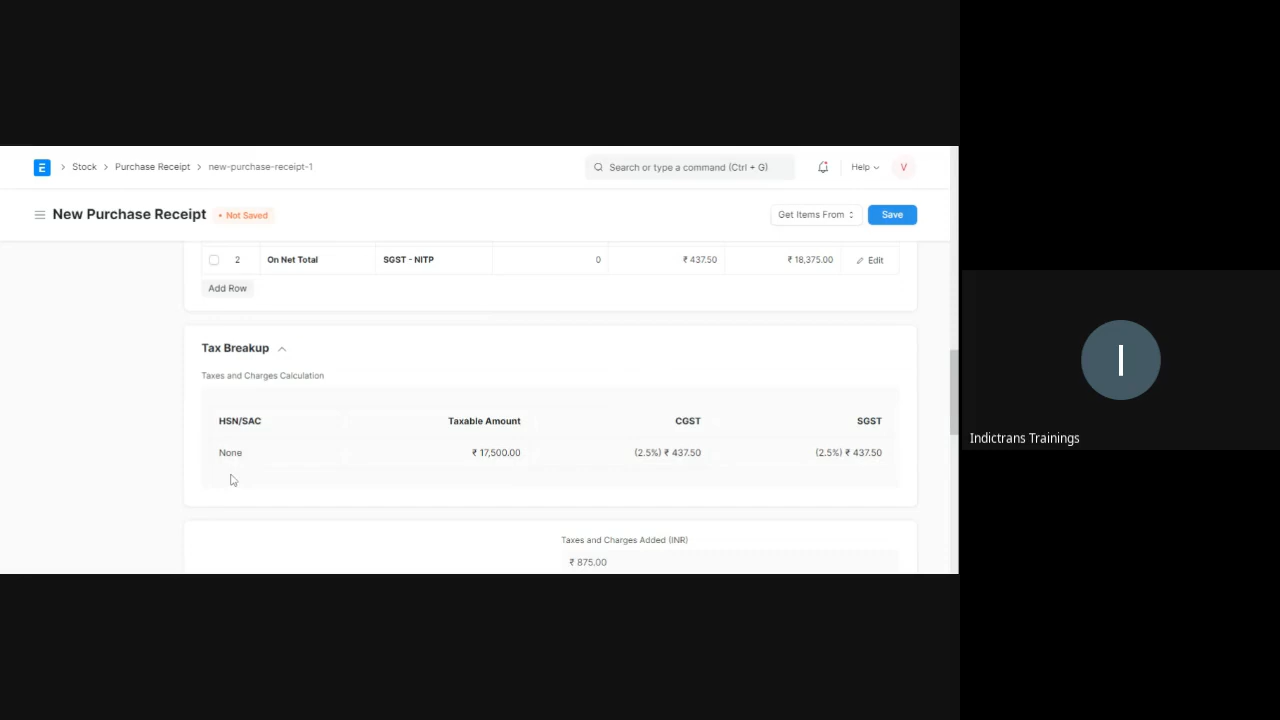 Stock > Purchase Receipt > new-purchase-receipt-1
Search or type a command (Ctrl + G)
Help
V
New Purchase Receipt • Not Saved
Get Items From
Save
2 On Net Total SGST - NITP 0 ₹ 437.50 ₹ 18,375.00 Edit
Add Row
Tax Breakup
Taxes and Charges Calculation
HSN/SAC Taxable Amount CGST SGST
None ₹ 17,500.00 (2.5%) ₹ 437.50 (2.5%) ₹ 437.50
Taxes and Charges Added (INR)
₹ 875.00
I
Indictrans Trainings